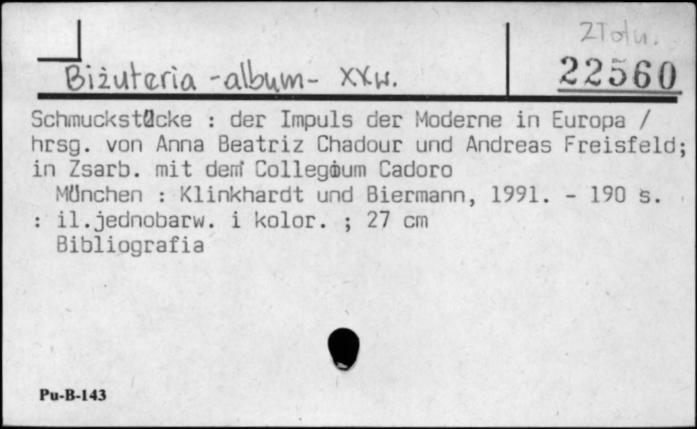 Złotn.
Biżuteria - album - XX w.
22560
Schmuckstücke : der Impuls der Moderne in Europa /
hrsg. von Anna Beatriz Chadour und Andreas Freisfeld;
in Zsarb. mit dem Collegium Cadoro
München : Klinkhardt und Biermann, 1991. - 190 s.
: il.jednobarw. i kolor. ; 27 cm
Bibliografia
Pu-B-143